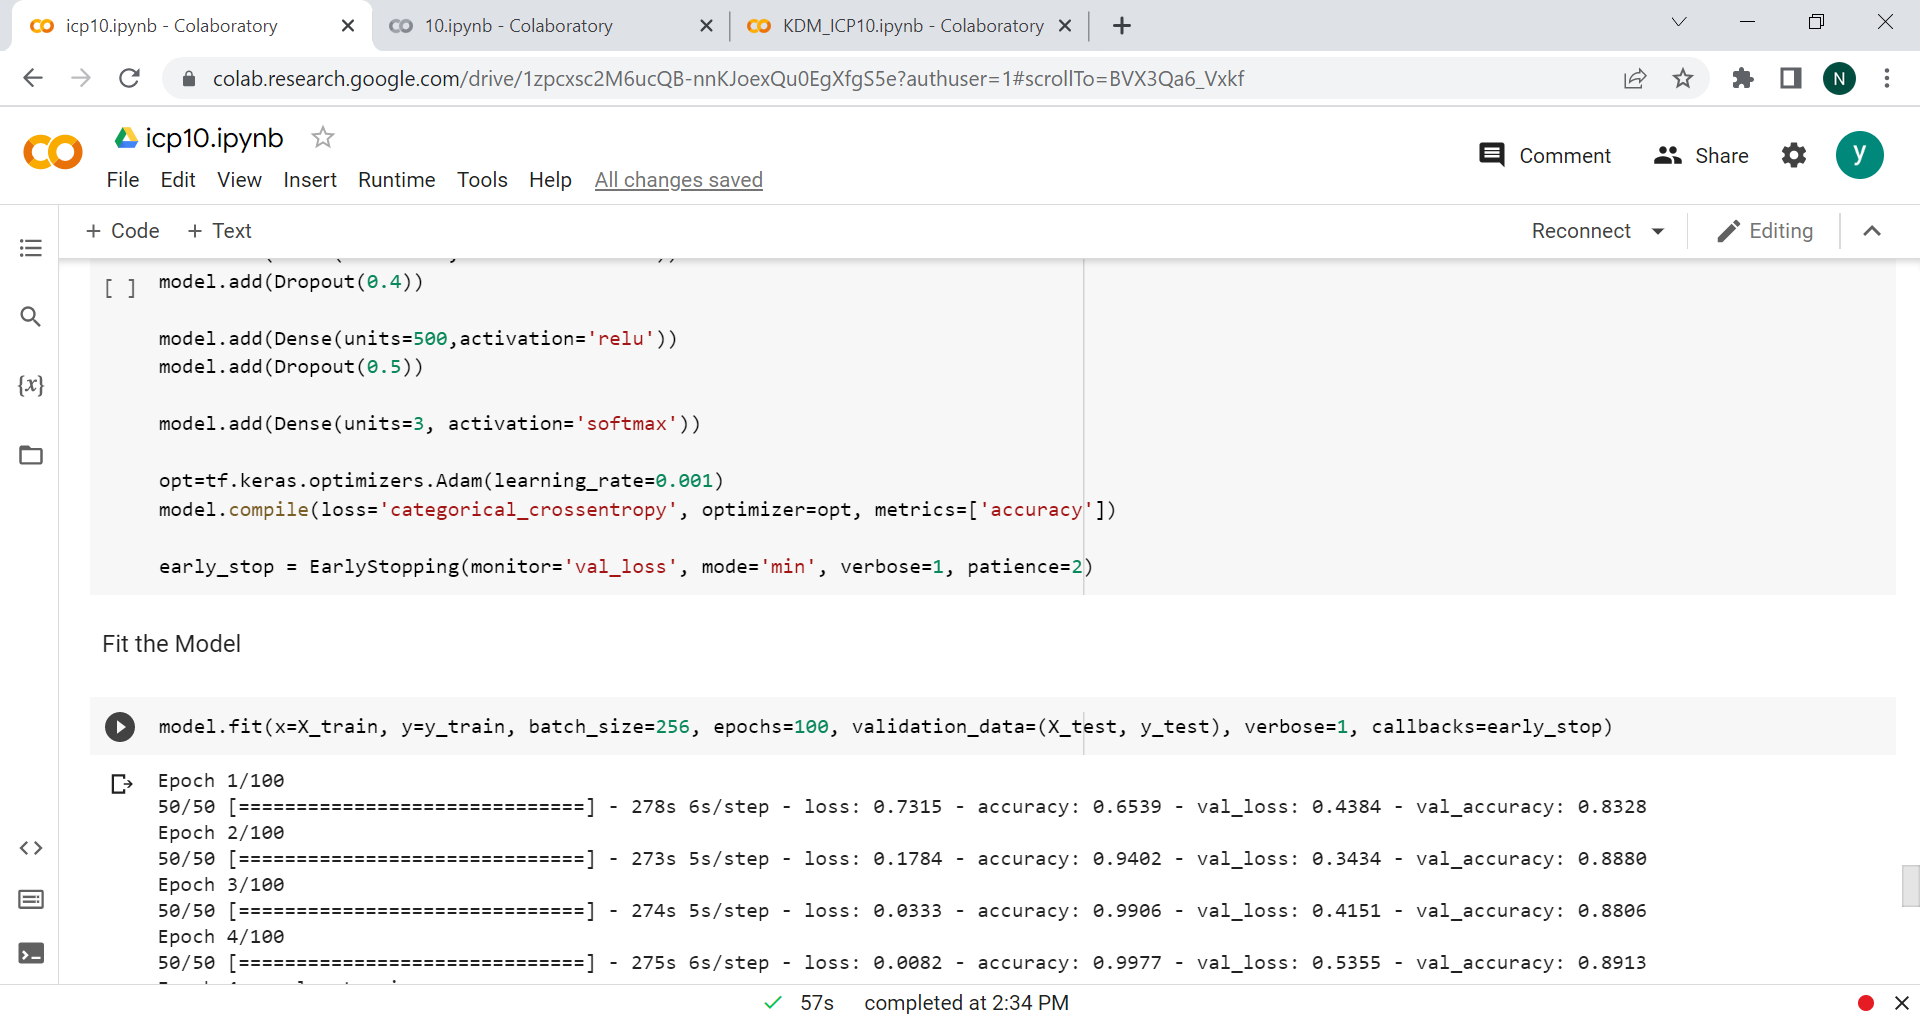 icp10.ipynb - Colaboratory
10.ipynb - Colaboratory
KDM_ICP10.ipynb - Colaboratory
colab.research.google.com/drive/1zpcxsc2M6ucQB-nnKJoexQu0EgXfgS5e?authuser=1#scrollTo=BVX3Qa6_Vxkf
N
icp10.ipynb
File Edit View Insert Runtime Tools Help All changes saved
Comment
Share
y
+ Code + Text
Reconnect
Editing
[ ]
model.add(Dropout(0.4))
model.add(Dense(units=500,activation='relu'))
model.add(Dropout(0.5))
model.add(Dense(units=3, activation='softmax'))
opt=tf.keras.optimizers.Adam(learning_rate=0.001)
model.compile(loss='categorical_crossentropy', optimizer=opt, metrics=['accuracy'])
early_stop = EarlyStopping(monitor='val_loss', mode='min', verbose=1, patience=2)
Fit the Model
model.fit(x=X_train, y=y_train, batch_size=256, epochs=100, validation_data=(X_test, y_test), verbose=1, callbacks=early_stop)
Epoch 1/100
50/50 [==============================] - 278s 6s/step - loss: 0.7315 - accuracy: 0.6539 - val_loss: 0.4384 - val_accuracy: 0.8328
Epoch 2/100
50/50 [==============================] - 273s 5s/step - loss: 0.1784 - accuracy: 0.9402 - val_loss: 0.3434 - val_accuracy: 0.8880
Epoch 3/100
50/50 [==============================] - 274s 5s/step - loss: 0.0333 - accuracy: 0.9906 - val_loss: 0.4151 - val_accuracy: 0.8806
Epoch 4/100
50/50 [==============================] - 275s 6s/step - loss: 0.0082 - accuracy: 0.9977 - val_loss: 0.5355 - val_accuracy: 0.8913
57s completed at 2:34 PM